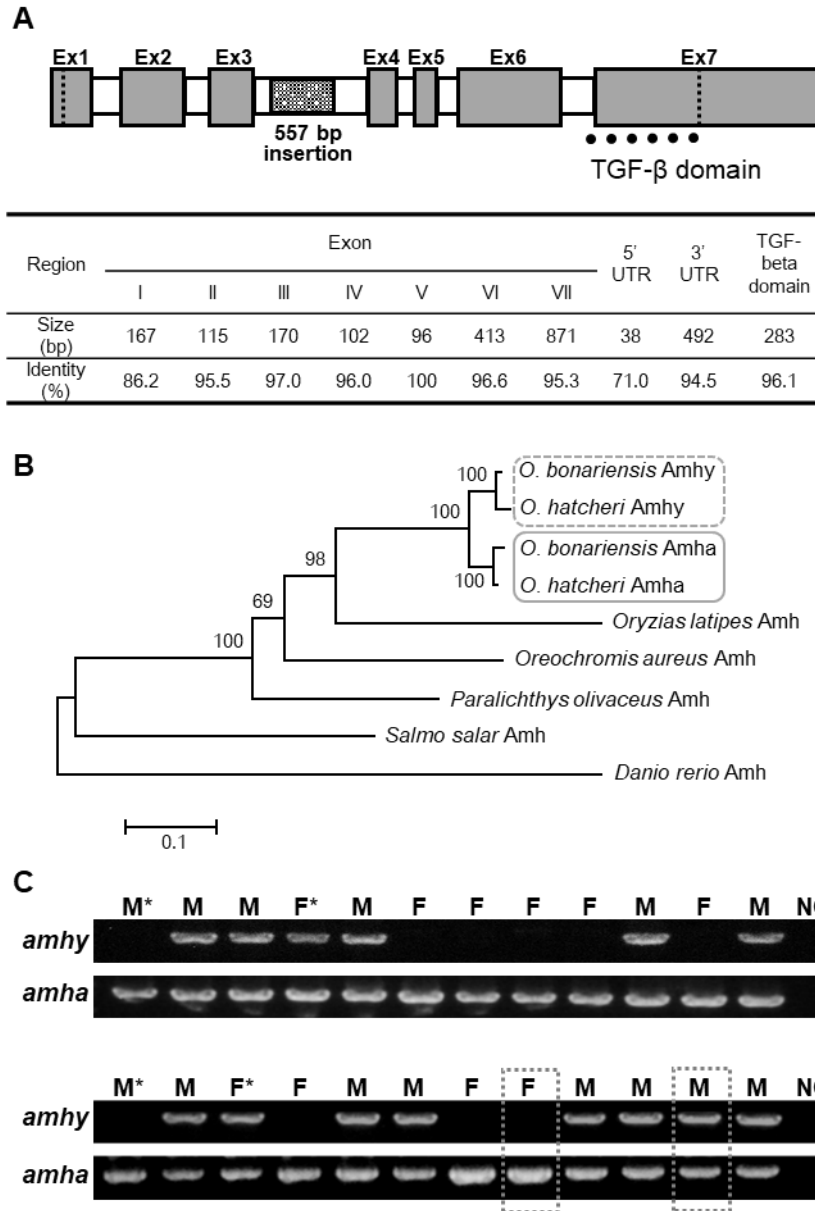 A
Ex1 Ex2 Ex3 Ex4 Ex5 Ex6 Ex7
557 bp
insertion
TGF-β domain
Region Exon 5' UTR 3' UTR TGF-beta domain
I II III IV V VI VII
Size (bp) 167 115 170 102 96 413 871 38 492 283
Identity (%) 86.2 95.5 97.0 96.0 100 96.6 95.3 71.0 94.5 96.1
B
100 O. bonariensis Amhy
O. hatcheri Amhy
100
O. bonariensis Amha
100 O. hatcheri Amha
98
Oryzias latipes Amh
69
Oreochromis aureus Amh
100
Paralichthys olivaceus Amh
Salmo salar Amh
Danio rerio Amh
0.1
C
M* M M F* M F F F F M F M
amhy
amha
M* M F* F M M F F M M M M
amhy
amha